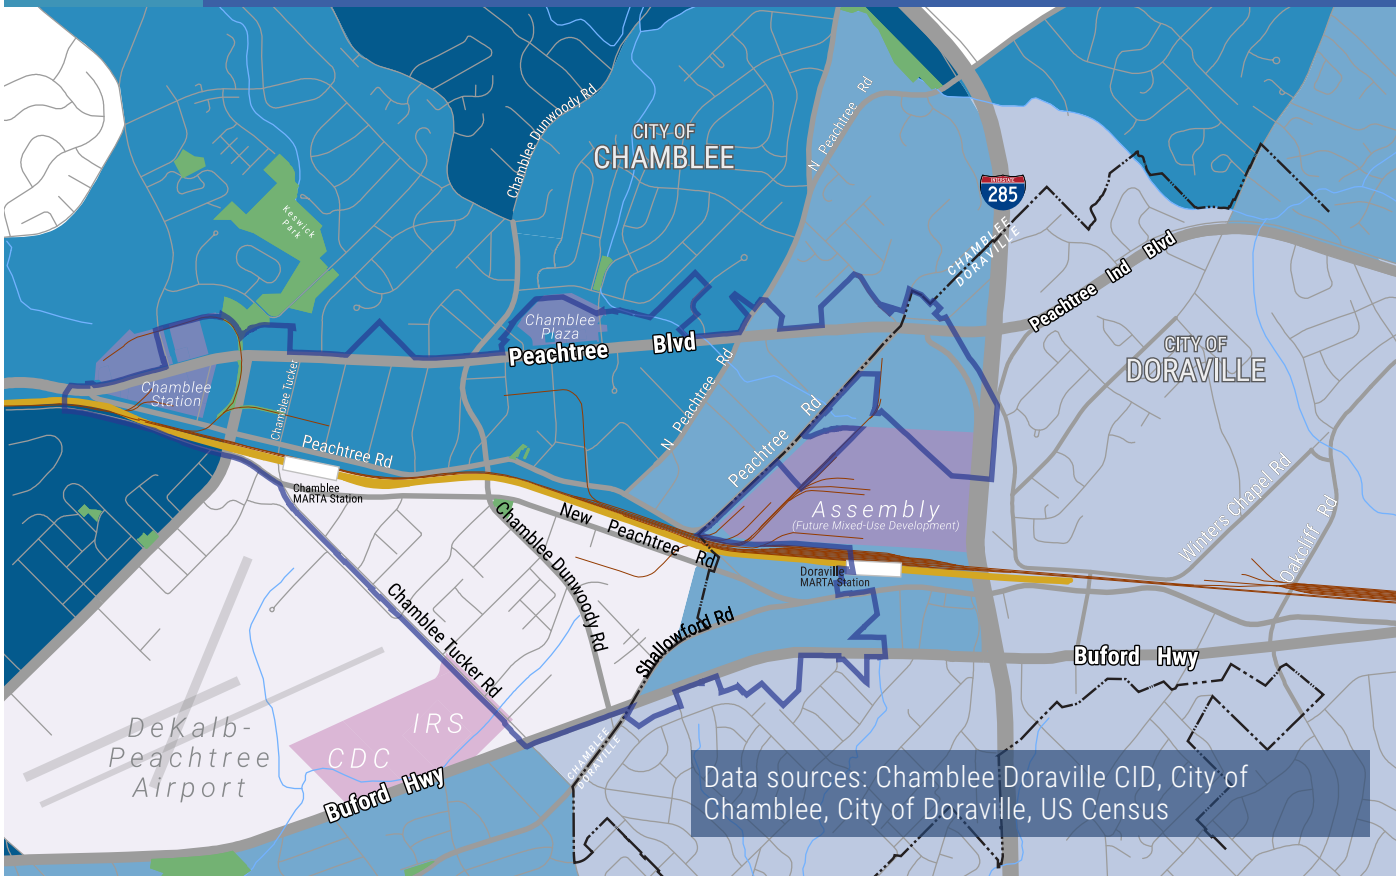 Chamblee Dunwoody Rd
CITY OF
CHAMBLEE
N Peachtree Rd
INTERSTATE
285
Keswick
Park
CHAMBLEE
DORAVILLE
Peachtree Ind Blvd
Chamblee
Plaza
Peachtree Blvd
CITY OF
DORAVILLE
Chamblee
Station
Chamblee Tucker
N Peachtree Rd
Peachtree Rd
Peachtree Rd
Chamblee
MARTA Station
Assembly
(Future Mixed-Use Development)
Winters Chapel Rd
Oakcliff Rd
New Peachtree Rd
Chamblee Dunwoody Rd
Doraville
MARTA Station
Chamblee Tucker Rd
Shallowford Rd
Buford Hwy
DeKalb-
Peachtree
Airport
IRS
CDC
Buford Hwy
CHAMBLEE
DORAVILLE
Data sources: Chamblee Doraville CID, City of
Chamblee, City of Doraville, US Census